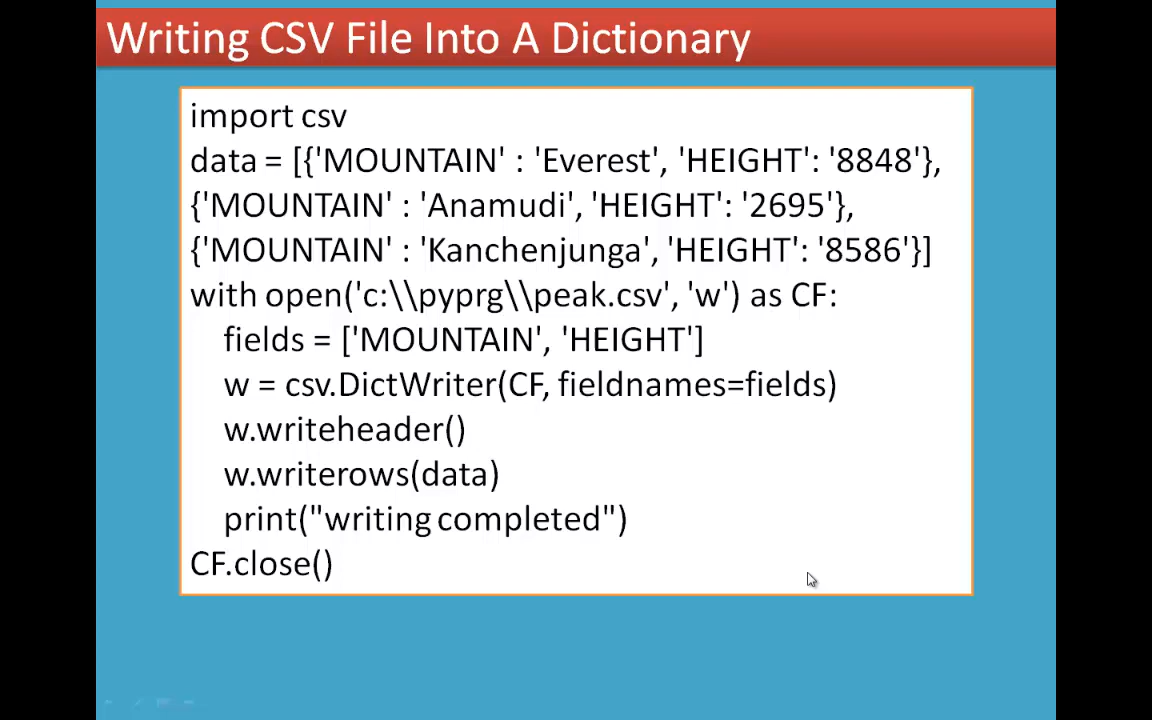 Writing CSV File Into A Dictionary
import csv
data = [{'MOUNTAIN' : 'Everest', 'HEIGHT': '8848'},
{'MOUNTAIN' : 'Anamudi', 'HEIGHT': '2695'},
{'MOUNTAIN' : 'Kanchenjunga', 'HEIGHT': '8586'}]
with open('c:\\pyprg\\peak.csv', 'w') as CF:
fields = ['MOUNTAIN', 'HEIGHT']
w = csv.DictWriter(CF, fieldnames=fields)
w.writeheader()
w.writerows(data)
print("writing completed")
CF.close()